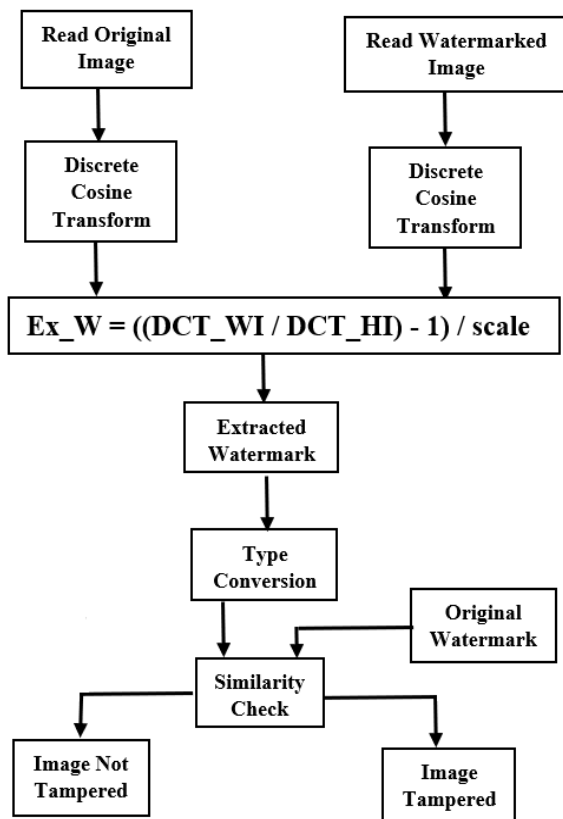 Read Original
Image
Read Watermarked
Image
Discrete
Cosine
Transform
Discrete
Cosine
Transform
Ex_W = ((DCT_WI / DCT_HI) - 1) / scale
Extracted
Watermark
Type
Conversion
Original
Watermark
Similarity
Check
Image Not
Tampered
Image
Tampered